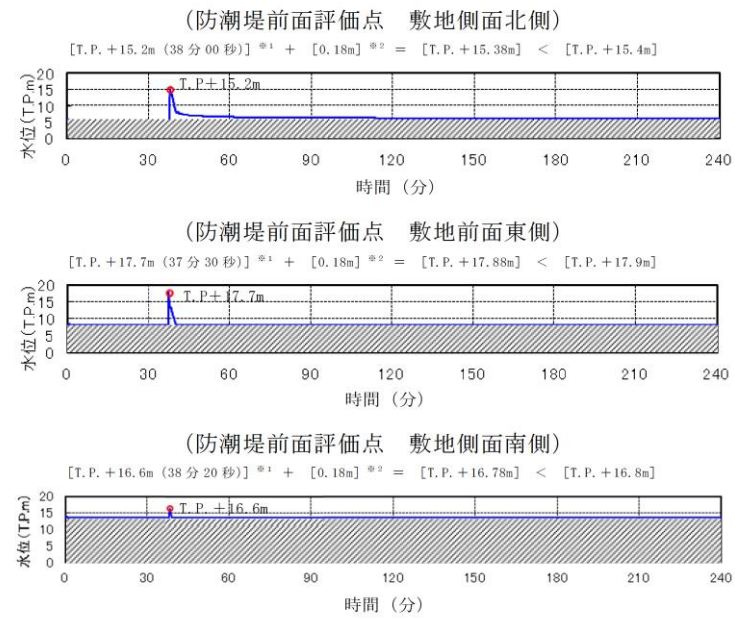 (防潮堤前面評価点　敷地側面北側)
[T.P.+15.2m (38分00秒)]※1 + [0.18m]※2 = [T.P.+15.38m] < [T.P.+15.4m]
T.P+15.2m
水位(T.P.m)
20
15
10
5
0
0 30 60 90 120 150 180 210 240
時間 (分)
(防潮堤前面評価点　敷地前面東側)
[T.P.+17.7m (37分30秒)]※1 + [0.18m]※2 = [T.P.+17.88m] < [T.P.+17.9m]
T.P+17.7m
水位(T.P.m)
20
15
10
5
0
0 30 60 90 120 150 180 210 240
時間 (分)
(防潮堤前面評価点　敷地側面南側)
[T.P.+16.6m (38分20秒)]※1 + [0.18m]※2 = [T.P.+16.78m] < [T.P.+16.8m]
T.P.+16.6m
水位(T.P.m)
20
15
10
5
0
0 30 60 90 120 150 180 210 240
時間 (分)